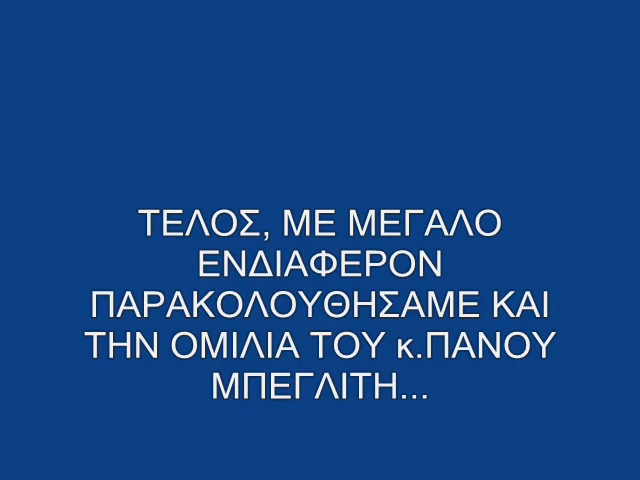 ΤΕΛΟΣ, ΜΕ ΜΕΓΑΛΟ
ΕΝΔΙΑΦΕΡΟΝ
ΠΑΡΑΚΟΛΟΥΘΗΣΑΜΕ ΚΑΙ
ΤΗΝ ΟΜΙΛΙΑ ΤΟΥ κ.ΠΑΝΟΥ
ΜΠΕΓΛΙΤΗ...